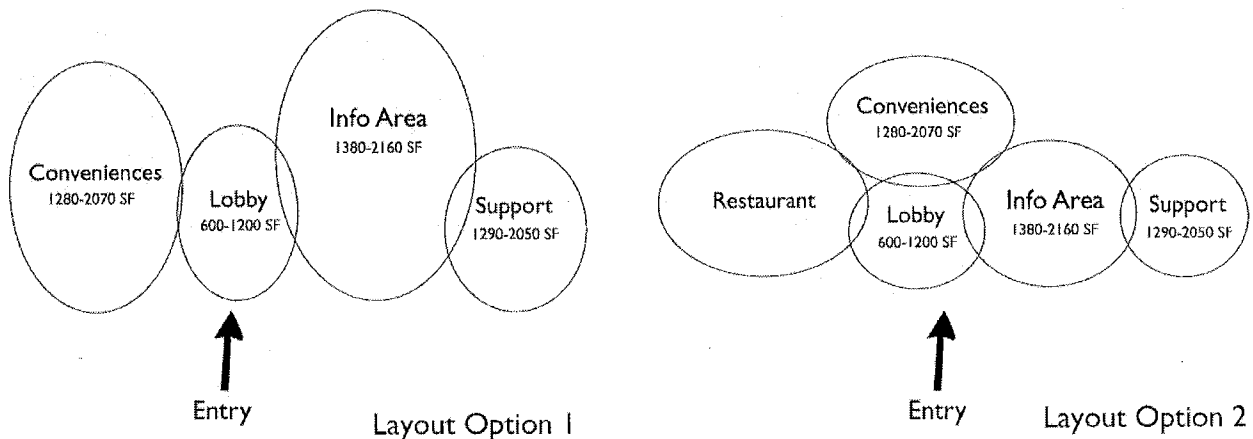 Conveniences
1280-2070 SF
Lobby
600-1200 SF
Info Area
1380-2160 SF
Support
1290-2050 SF
Entry
Layout Option 1
Restaurant
Conveniences
1280-2070 SF
Lobby
600-1200 SF
Info Area
1380-2160 SF
Support
1290-2050 SF
Entry
Layout Option 2